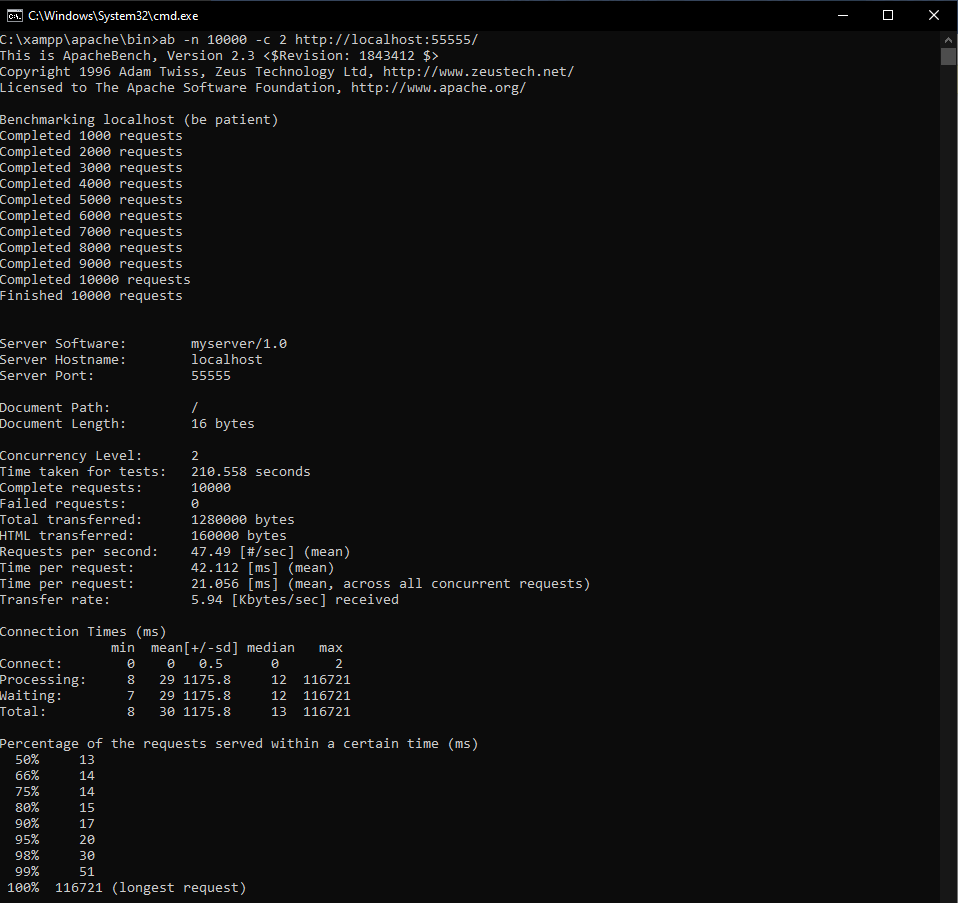 C:\Windows\System32\cmd.exe
C:\xampp\apache\bin>ab -n 10000 -c 2 http://localhost:55555/
This is ApacheBench, Version 2.3 <$Revision: 1843412 $>
Copyright 1996 Adam Twiss, Zeus Technology Ltd, http://www.zeustech.net/
Licensed to The Apache Software Foundation, http://www.apache.org/

Benchmarking localhost (be patient)
Completed 1000 requests
Completed 2000 requests
Completed 3000 requests
Completed 4000 requests
Completed 5000 requests
Completed 6000 requests
Completed 7000 requests
Completed 8000 requests
Completed 9000 requests
Completed 10000 requests
Finished 10000 requests


Server Software:        myserver/1.0
Server Hostname:        localhost
Server Port:            55555

Document Path:          /
Document Length:        16 bytes

Concurrency Level:      2
Time taken for tests:   210.558 seconds
Complete requests:      10000
Failed requests:        0
Total transferred:      1280000 bytes
HTML transferred:       160000 bytes
Requests per second:    47.49 [#/sec] (mean)
Time per request:       42.112 [ms] (mean)
Time per request:       21.056 [ms] (mean, across all concurrent requests)
Transfer rate:          5.94 [Kbytes/sec] received

Connection Times (ms)
              min  mean[+/-sd] median   max
Connect:        0    0   0.5      0       2
Processing:     8   29 1175.8     12  116721
Waiting:        7   29 1175.8     12  116721
Total:          8   30 1175.8     13  116721

Percentage of the requests served within a certain time (ms)
  50%     13
  66%     14
  75%     14
  80%     15
  90%     17
  95%     20
  98%     30
  99%     51
 100%  116721 (longest request)